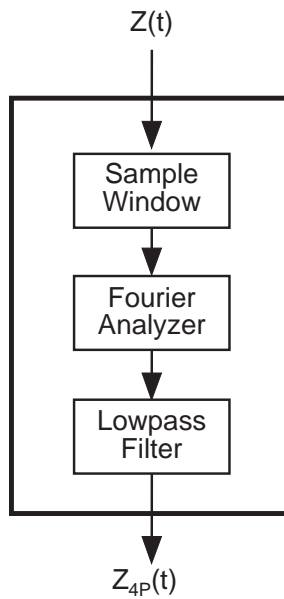 Z(t)
Sample
Window
Fourier
Analyzer
Lowpass
Filter
Z₄P(t)